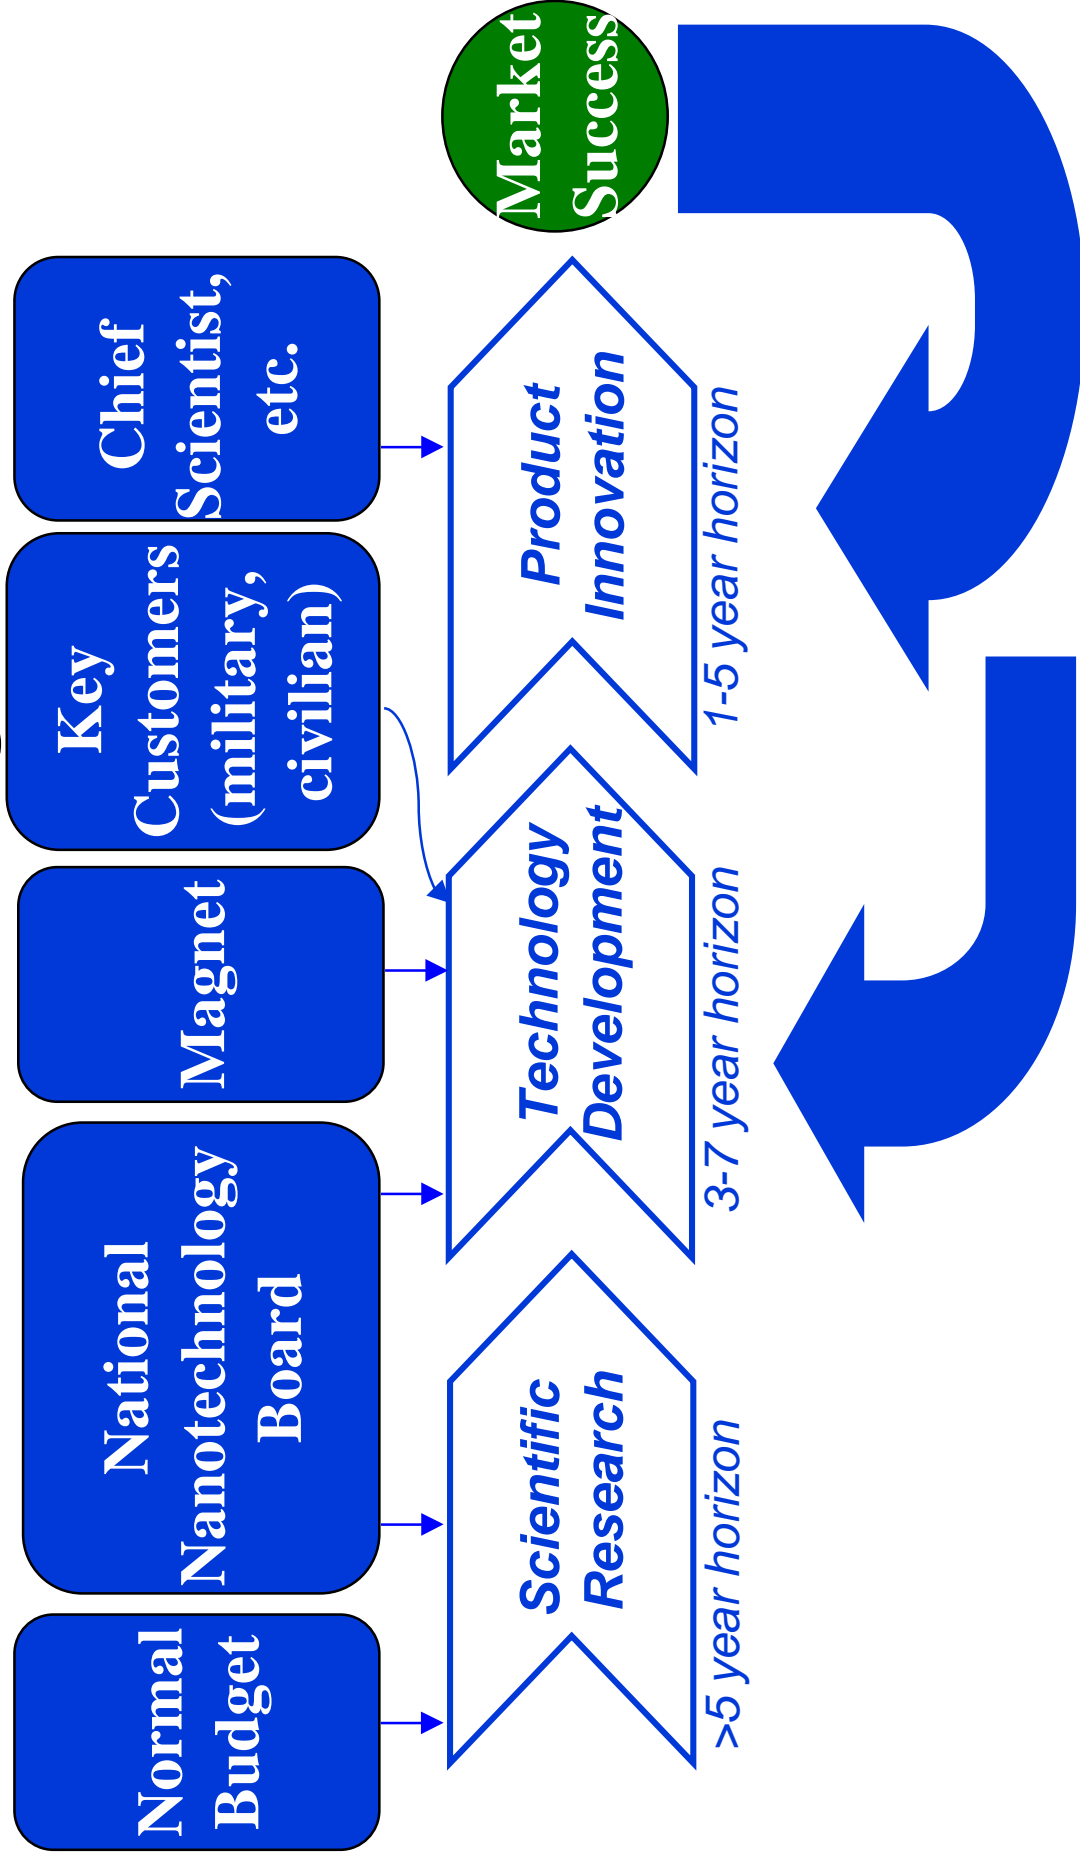 Normal
Budget
National
Nanotechnology
Board
Magnet
Key
Customers
(military,
civilian)
Chief
Scientist,
etc.
Scientific
Research
>5 year horizon
Technology
Development
3-7 year horizon
Product
Innovation
1-5 year horizon
Market
Success